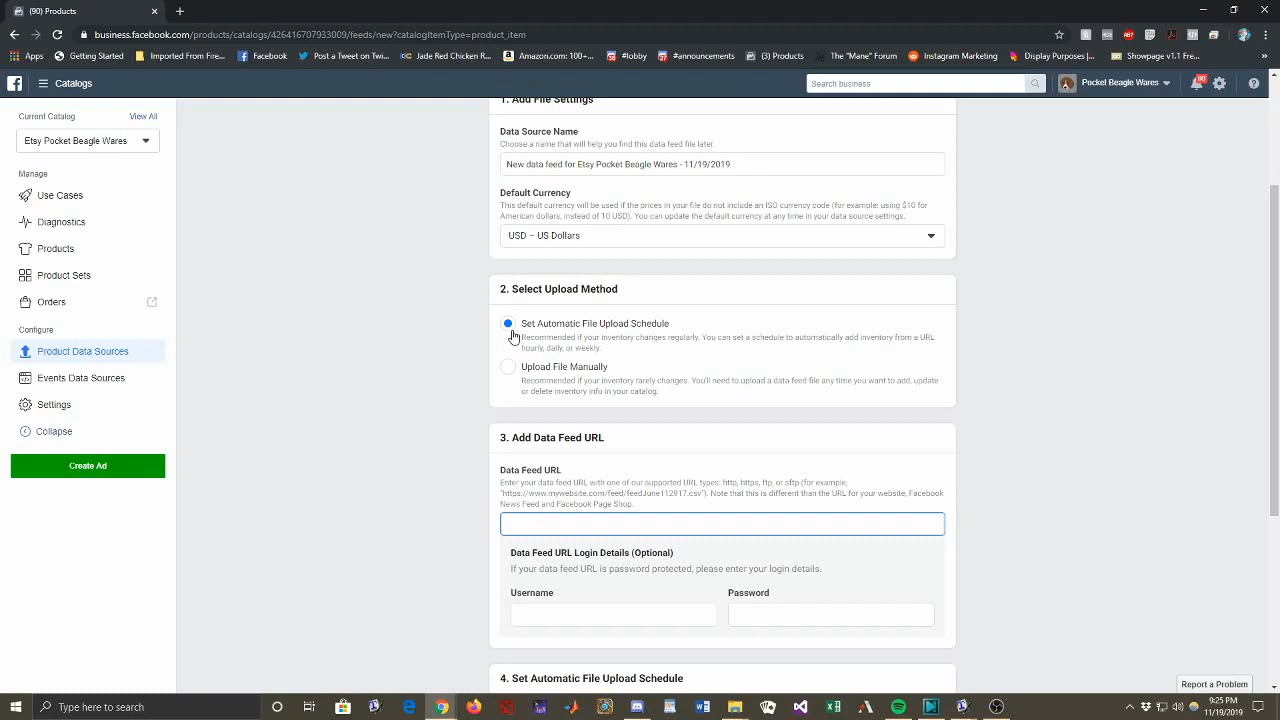 (90) Products
business.facebook.com/products/catalogs/426416707933009/feeds/new?catalogItemType=product_item
Apps
Getting Started
Imported From Firef...
Facebook
Post a Tweet on Twi...
Jade Red Chicken R...
Amazon.com: 100+...
#lobby
#announcements
(3) Products
The "Mane" Forum
Instagram Marketing
Display Purposes - f...
Showpage v1.1 Fre...
Catalogs
Search business
Pocket Beagle Wares
Current Catalog
View All
Etsy Pocket Beagle Wares
Manage
Use Cases
Diagnostics
Products
Product Sets
Orders
Configure
Product Data Sources
Events Data Sources
Settings
Collapse
Create Ad
1. Add File Settings
Data Source Name
Choose a name that will help you find this data feed file later.
New data feed for Etsy Pocket Beagle Wares - 11/19/2019
Default Currency
This default currency will be used if the prices in your file do not include an ISO currency code (for example: using $10 for
American dollars, instead of 10 USD). You can update the default currency at any time in your data source settings.
USD – US Dollars
2. Select Upload Method
Set Automatic File Upload Schedule
Recommended if your inventory changes regularly. You can set a schedule to automatically add inventory from a URL
hourly, daily, or weekly.
Upload File Manually
Recommended if your inventory rarely changes. You'll need to upload a data feed file any time you want to add, update
or delete inventory info in your catalog.
3. Add Data Feed URL
Data Feed URL
Enter your data feed URL with one of our supported URL types: http, https, ftp, or sftp (for example,
"https://www.mywebsite.com/feed/feedJune112917.csv"). Note that this is different than the URL for your website, Facebook
News Feed and Facebook Page Shop.
Data Feed URL Login Details (Optional)
If your data feed URL is password protected, please enter your login details.
Username
Password
4. Set Automatic File Upload Schedule
Report a Problem
Type here to search
9:25 PM
11/19/2019